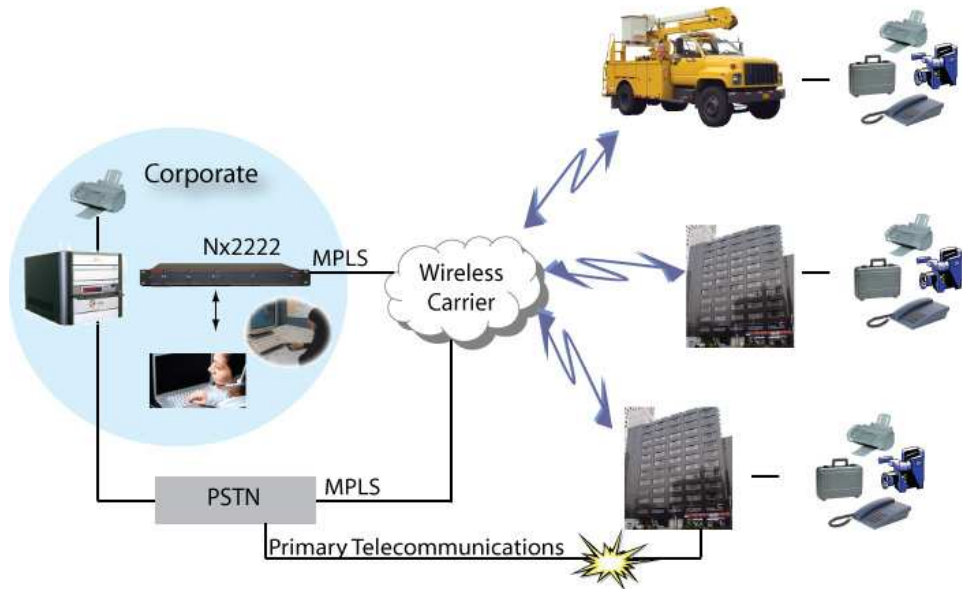 Corporate
Nx2222
MPLS
Wireless
Carrier
PSTN
MPLS
Primary Telecommunications